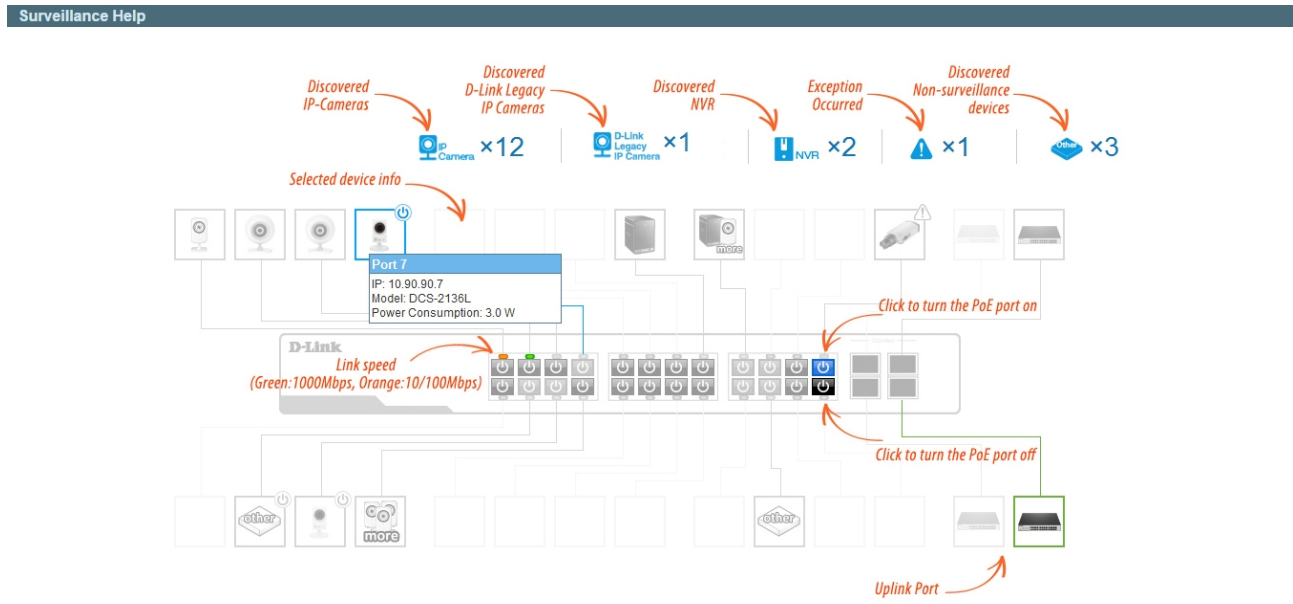 Surveillance Help
Discovered
IP-Cameras
Discovered
D-Link Legacy
IP Cameras
Discovered
NVR
Exception
Occurred
Discovered
Non-surveillance
devices
IP
Camera
×12
D-Link
Legacy
IP Camera
×1
NVR
×2
×1
Other
×3
Selected device info
more
Port 7
IP: 10.90.90.7
Model: DCS-2136L
Power Consumption: 3.0 W
Click to turn the PoE port on
D-Link
Link speed
(Green:1000Mbps, Orange:10/100Mbps)
Click to turn the PoE port off
other
more
other
Uplink Port